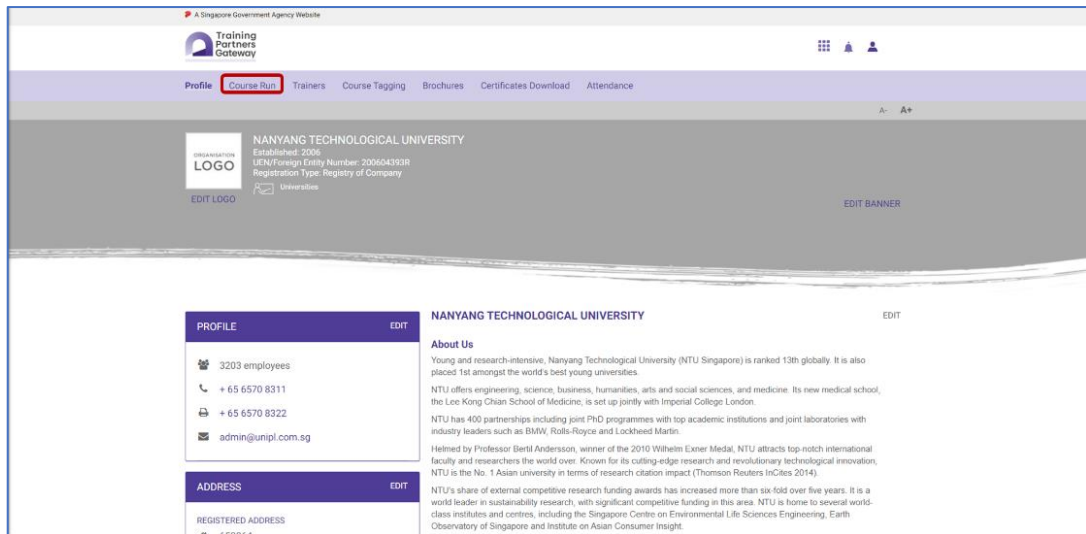 A Singapore Government Agency Website
Training
Partners
Gateway
Profile Course Run Trainers Course Tagging Brochures Certificates Download Attendance
A- A+
ORGANISATION
LOGO
EDIT LOGO
NANYANG TECHNOLOGICAL UNIVERSITY
Established: 2006
UEN/Foreign Entity Number: 200604393R
Registration Type: Registry of Company
Universities
EDIT BANNER
PROFILE EDIT
3203 employees
+ 65 6570 8311
+ 65 6570 8322
admin@unipl.com.sg
ADDRESS EDIT
REGISTERED ADDRESS
NANYANG TECHNOLOGICAL UNIVERSITY EDIT
About Us
Young and research-intensive, Nanyang Technological University (NTU Singapore) is ranked 13th globally. It is also
placed 1st amongst the world's best young universities.
NTU offers engineering, science, business, humanities, arts and social sciences, and medicine. Its new medical school,
the Lee Kong Chian School of Medicine, is set up jointly with Imperial College London.
NTU has 400 partnerships including joint PhD programmes with top academic institutions and joint laboratories with
industry leaders such as BMW, Rolls-Royce and Lockheed Martin.
Helmed by Professor Bertil Andersson, winner of the 2010 Wilhelm Exner Medal, NTU attracts top-notch international
faculty and researchers the world over. Known for its cutting-edge research and revolutionary technological innovation,
NTU is the No. 1 Asian university in terms of research citation impact (Thomson Reuters InCites 2014).
NTU's share of external competitive research funding awards has increased more than six-fold over five years. It is a
world leader in sustainability research, with significant competitive funding in this area. NTU is home to several world-
class institutes and centres, including the Singapore Centre on Environmental Life Sciences Engineering, Earth
Observatory of Singapore and Institute on Asian Consumer Insight.